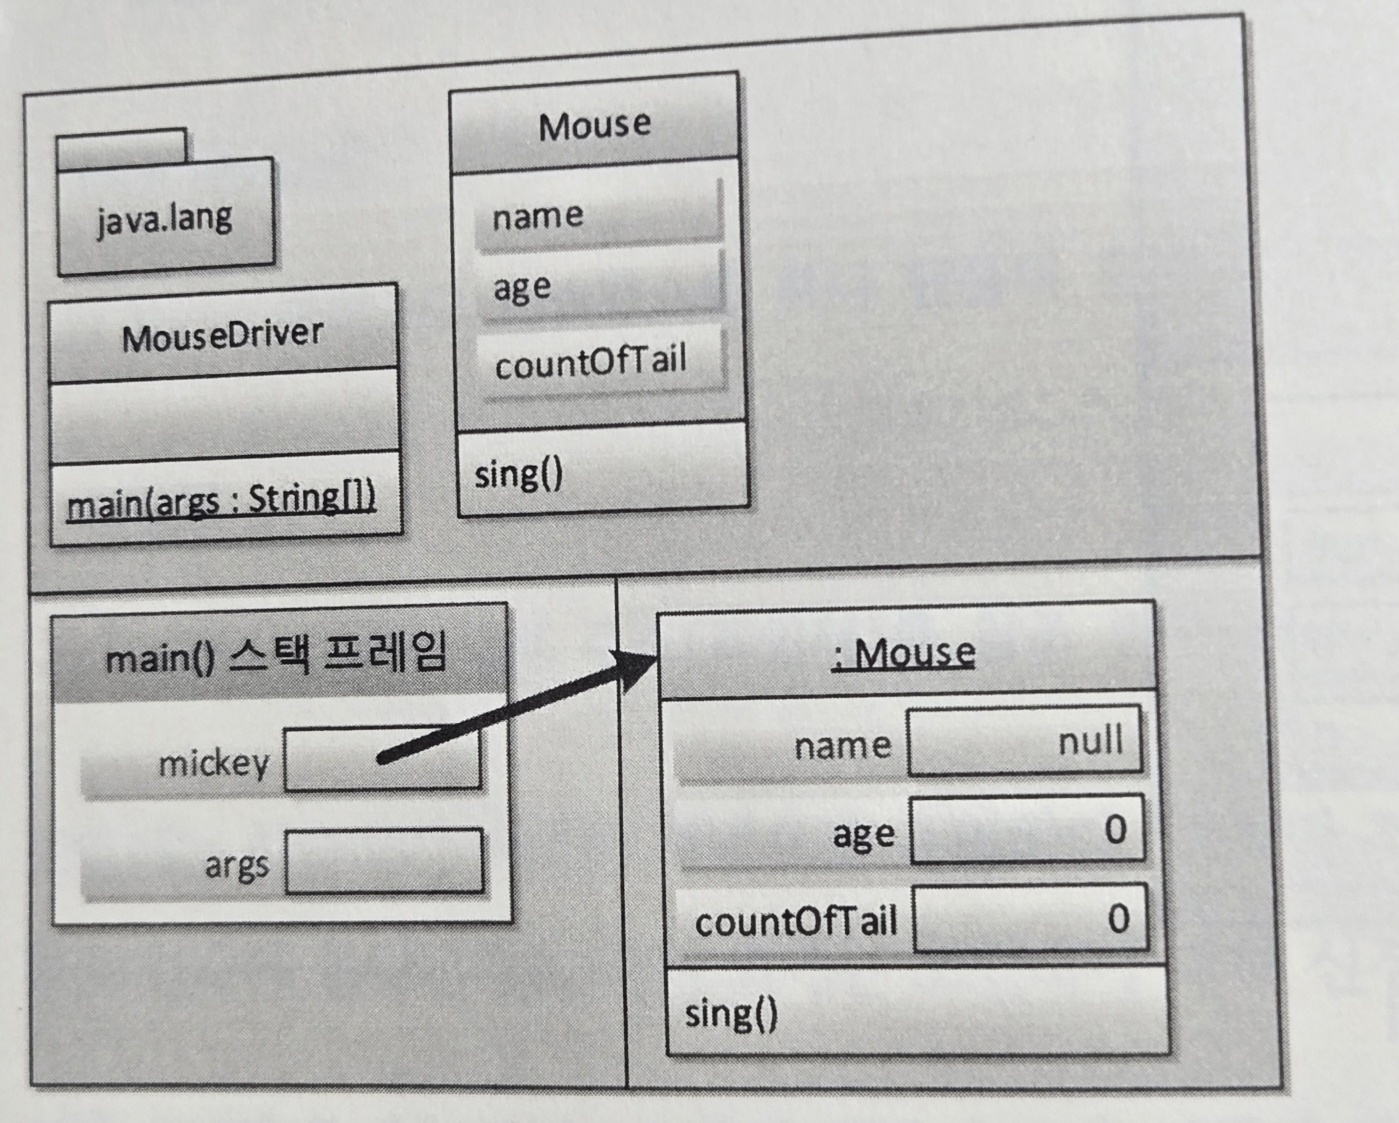 java.lang
MouseDriver
main(args : String[])
Mouse
name
age
countOfTail
sing()
main() 스택 프레임
mickey
args
: Mouse
name null
age 0
countOfTail 0
sing()